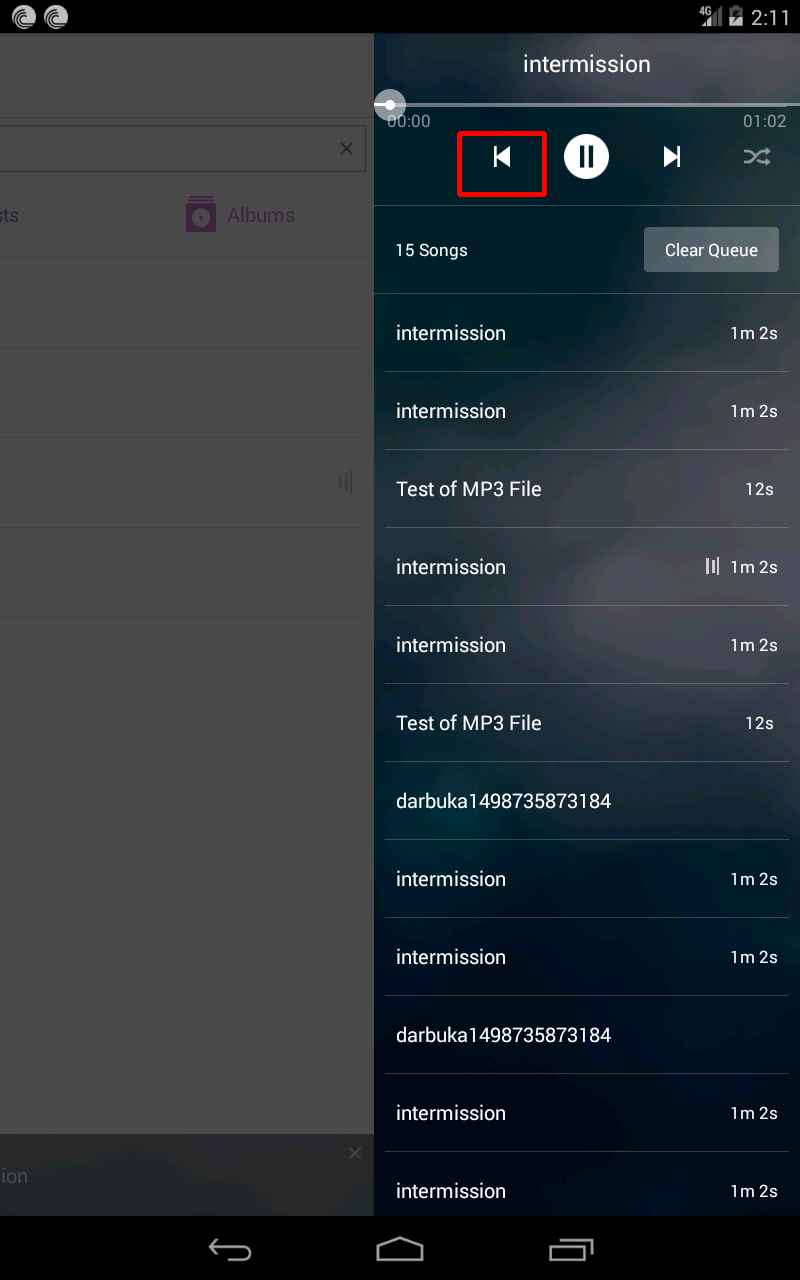 4G 2:11
intermission
00:00 01:02
sts Albums
15 Songs Clear Queue
intermission 1m 2s
intermission 1m 2s
Test of MP3 File 12s
intermission 1m 2s
intermission 1m 2s
Test of MP3 File 12s
darbuka1498735873184
intermission 1m 2s
intermission 1m 2s
darbuka1498735873184
intermission 1m 2s
ion
intermission 1m 2s